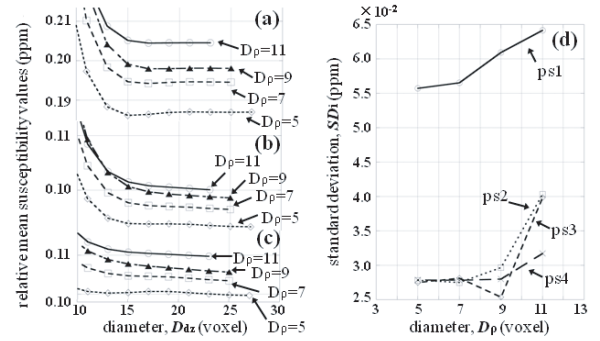 relative mean susceptibility values (ppm)
0.21
0.20
0.19
0.11
0.10
0.11
0.10
(a)
Dρ=11
Dρ=9
Dρ=7
Dρ=5
(b)
Dρ=11
Dρ=9
Dρ=7
Dρ=5
(c)
Dρ=11
Dρ=9
Dρ=7
Dρ=5
10 15 20 25 30
diameter, Ddz (voxel)
×10⁻²
standard deviation, SDi (ppm)
6.5
6.0
5.5
5.0
4.5
4.0
3.5
3.0
2.5
(d)
ps1
ps2
ps3
ps4
3 5 7 9 11 13
diameter, Dρ (voxel)